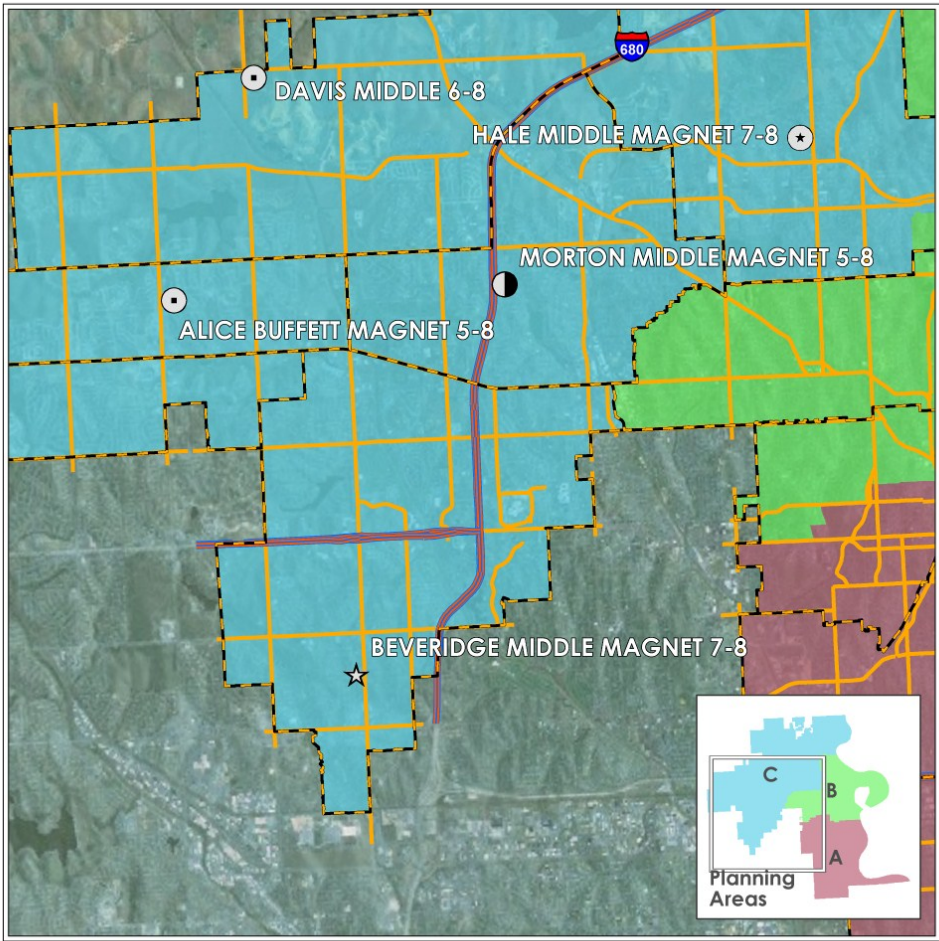 680
DAVIS MIDDLE 6-8
HALE MIDDLE MAGNET 7-8
MORTON MIDDLE MAGNET 5-8
ALICE BUFFETT MAGNET 5-8
BEVERIDGE MIDDLE MAGNET 7-8
C
B
A
Planning
Areas